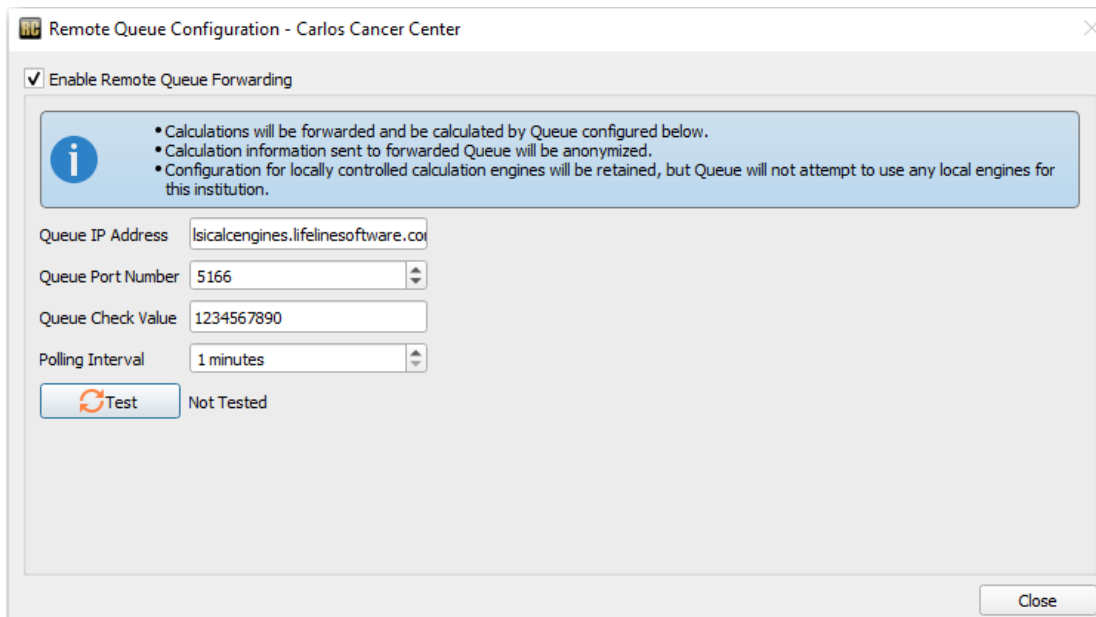 RC Remote Queue Configuration - Carlos Cancer Center
Enable Remote Queue Forwarding
•Calculations will be forwarded and be calculated by Queue configured below.
•Calculation information sent to forwarded Queue will be anonymized.
•Configuration for locally controlled calculation engines will be retained, but Queue will not attempt to use any local engines for
this institution.
Queue IP Address lsicalcengines.lifelinesoftware.co
Queue Port Number 5166
Queue Check Value 1234567890
Polling Interval 1 minutes
Test Not Tested
Close